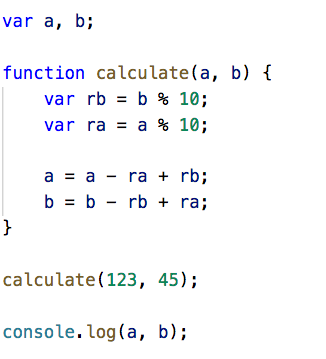 var a, b;
function calculate(a, b) {
    var rb = b % 10;
    var ra = a % 10;
    a = a - ra + rb;
    b = b - rb + ra;
}
calculate(123, 45);
console.log(a, b);